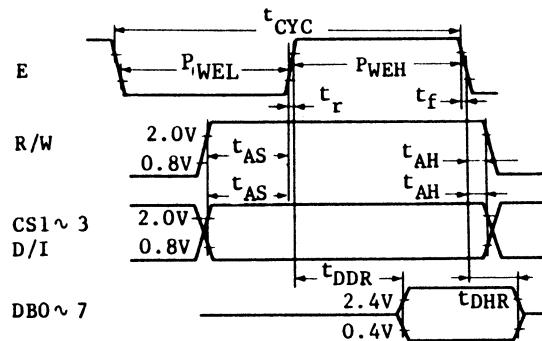 tCYC
E
PWEL
PWEH
tr
tf
R/W
2.0V
0.8V
tAS
tAH
tAS
tAH
CS1~3
D/I
2.0V
0.8V
tDDR
tDHR
DB0~7
2.4V
0.4V